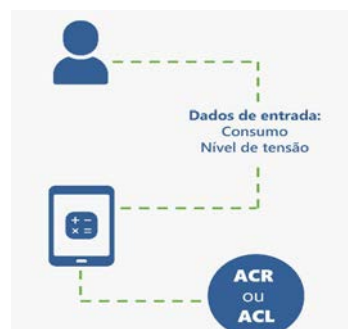 Dados de entrada:
Consumo
Nível de tensão
ACR
ou
ACL